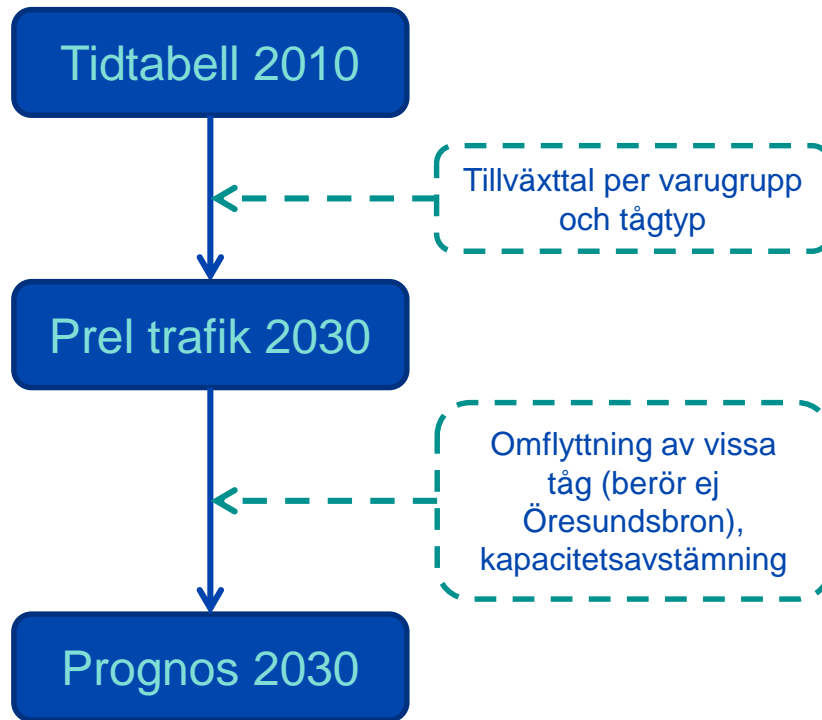 Tidtabell 2010
Tillväxttal per varugrupp
och tågtyp
Prel trafik 2030
Omflyttning av vissa
tåg (berör ej
Öresundsbron),
kapacitetsavstämning
Prognos 2030